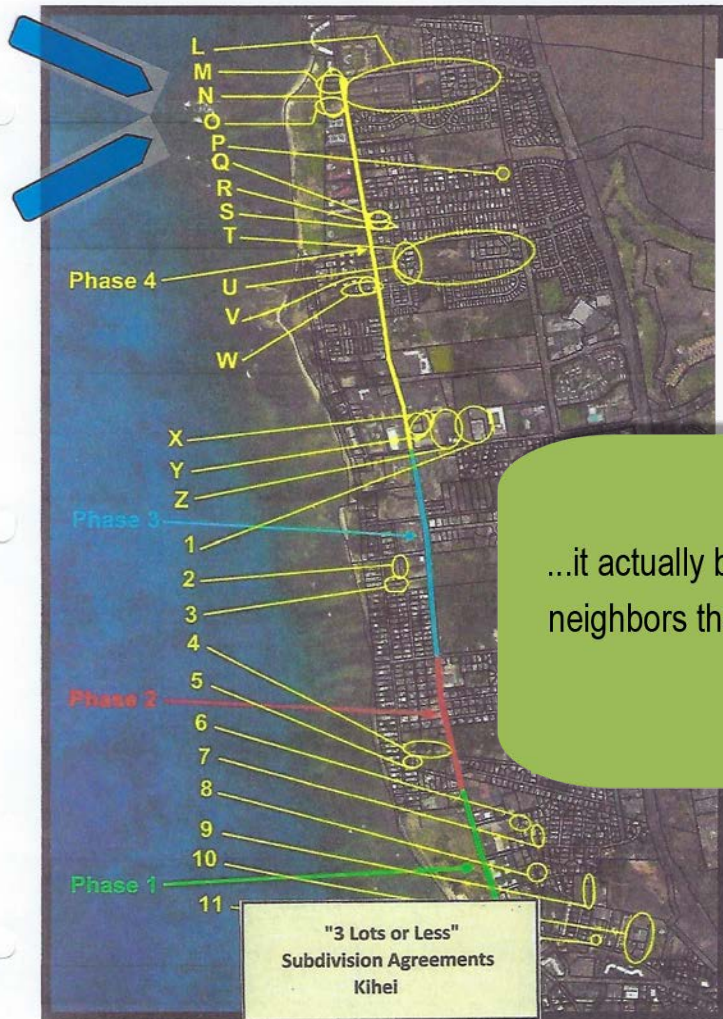 L
M
N
O
P
Q
R
S
T
Phase 4
U
V
W
X
Y
Z
Phase 3
1
2
3
4
5
Phase 2
6
7
8
9
10
Phase 1
11
...it actually b
neighbors th
"3 Lots or Less"
Subdivision Agreements
Kihei